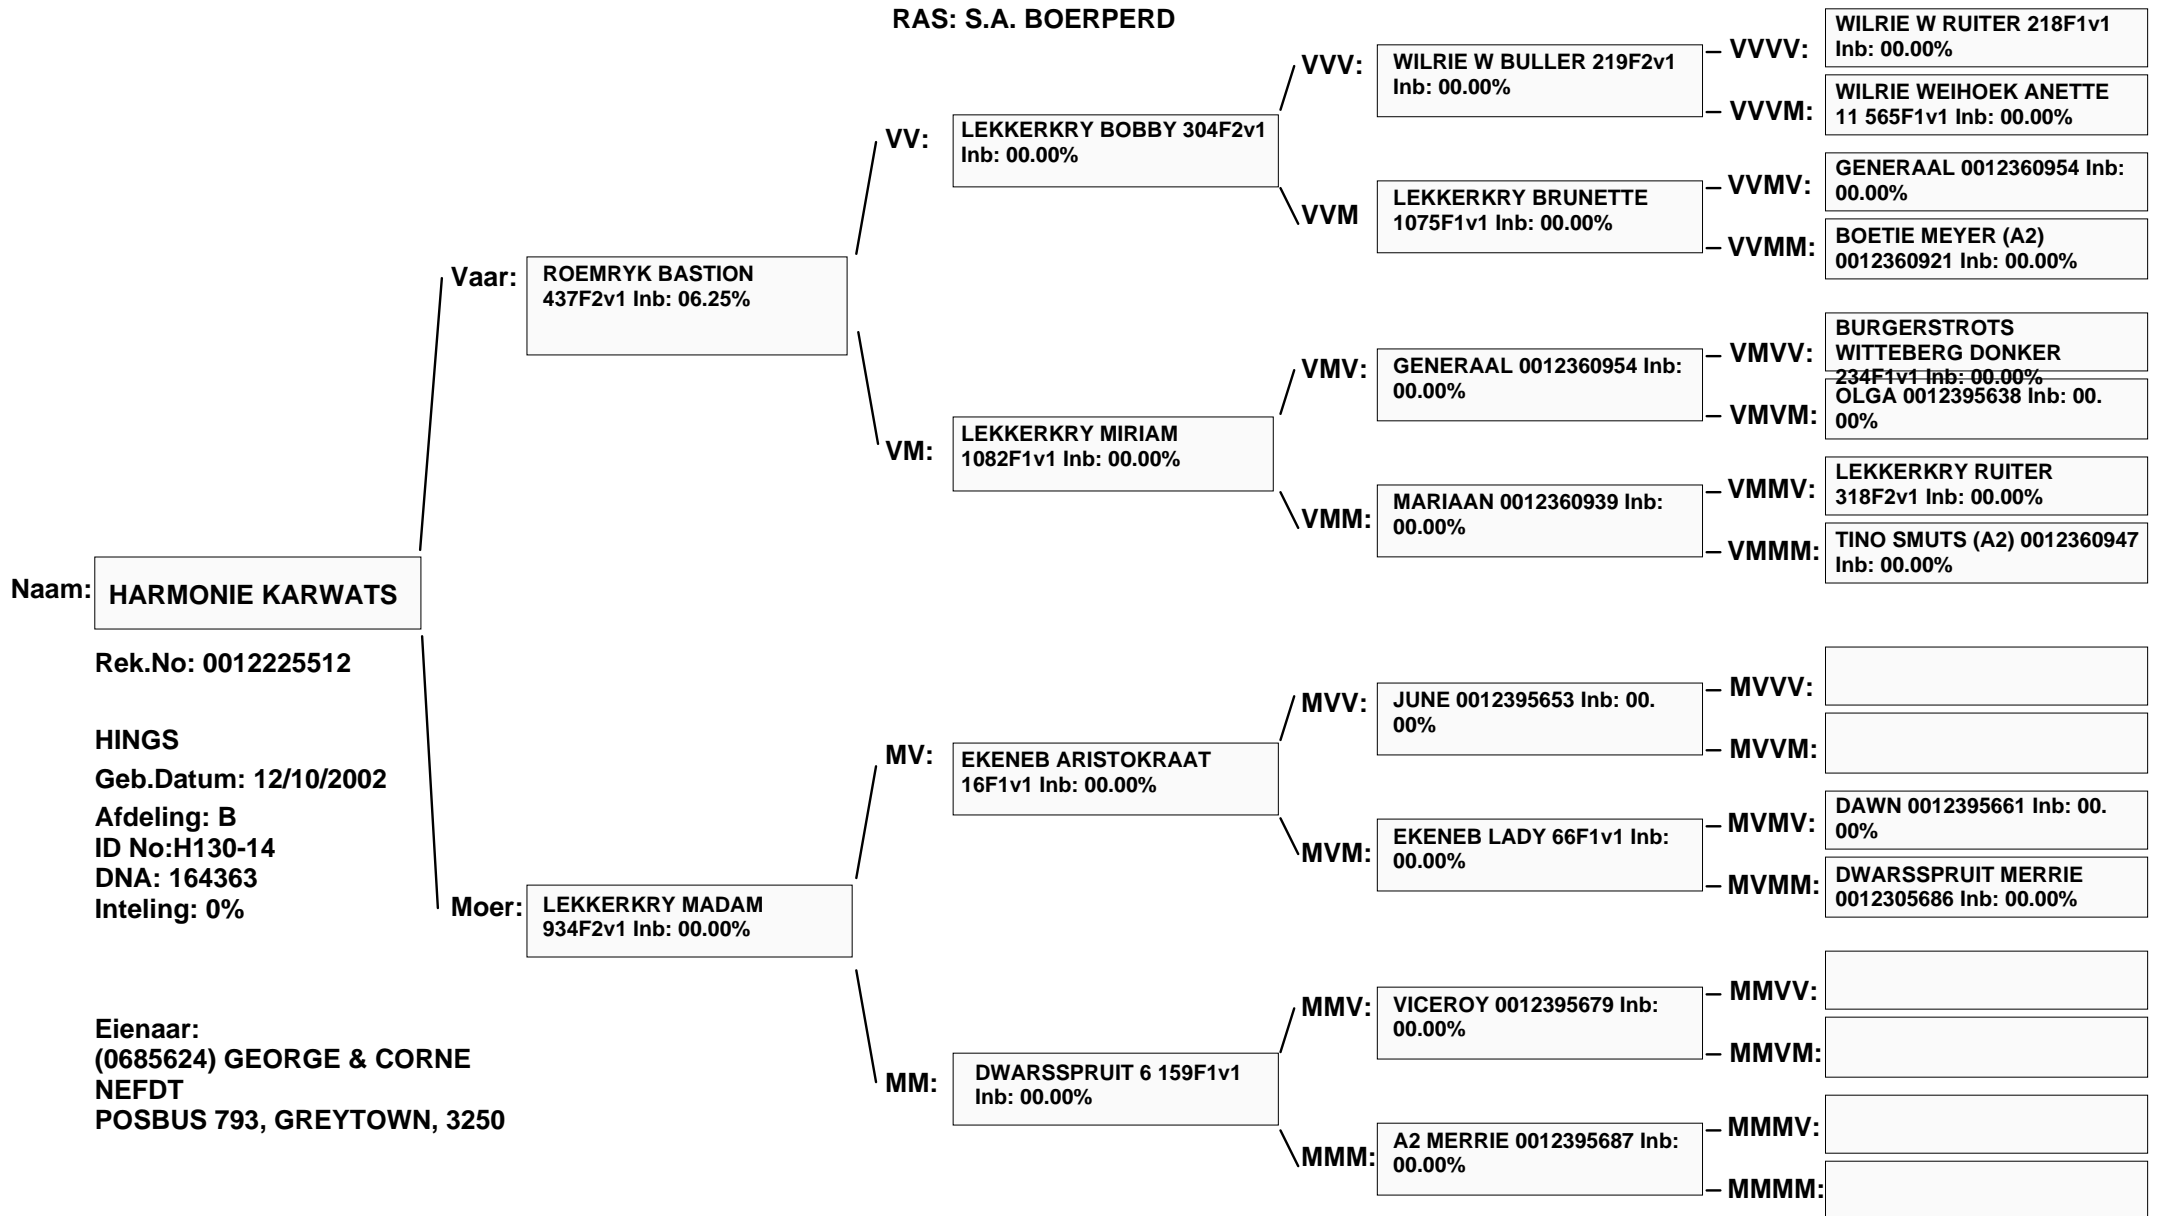 RAS: S.A. BOERPERD
Naam:
HARMONIE KARWATS
Rek.No: 0012225512
HINGS
Geb.Datum: 12/10/2002
Afdeling: B
ID No:H130-14
DNA: 164363
Inteling: 0%
Eienaar:
(0685624) GEORGE & CORNE
NEFDT
POSBUS 793, GREYTOWN, 3250
Vaar:
ROEMRYK BASTION
437F2v1 Inb: 06.25%
Moer:
LEKKERKRY MADAM
934F2v1 Inb: 00.00%
VV:
LEKKERKRY BOBBY 304F2v1
Inb: 00.00%
VM:
LEKKERKRY MIRIAM
1082F1v1 Inb: 00.00%
MV:
EKENEB ARISTOKRAAT
16F1v1 Inb: 00.00%
MM:
DWARSSPRUIT 6 159F1v1
Inb: 00.00%
VVV:
WILRIE W BULLER 219F2v1
Inb: 00.00%
VVM
LEKKERKRY BRUNETTE
1075F1v1 Inb: 00.00%
VMV:
GENERAAL 0012360954 Inb:
00.00%
VMM:
MARIAAN 0012360939 Inb:
00.00%
MVV:
JUNE 0012395653 Inb: 00.
00%
MVM:
EKENEB LADY 66F1v1 Inb:
00.00%
MMV:
VICEROY 0012395679 Inb:
00.00%
MMM:
A2 MERRIE 0012395687 Inb:
00.00%
VVVV:
WILRIE W RUITER 218F1v1
Inb: 00.00%
VVVM:
WILRIE WEIHOEK ANETTE
11 565F1v1 Inb: 00.00%
VVMV:
GENERAAL 0012360954 Inb:
00.00%
VVMM:
BOETIE MEYER (A2)
0012360921 Inb: 00.00%
VMVV:
BURGERSTROTS
WITTEBERG DONKER
234F1v1 Inb: 00.00%
VMVM:
OLGA 0012395638 Inb: 00.
00%
VMMV:
LEKKERKRY RUITER
318F2v1 Inb: 00.00%
VMMM:
TINO SMUTS (A2) 0012360947
Inb: 00.00%
MVVV:
MVVM:
MVMV:
DAWN 0012395661 Inb: 00.
00%
MVMM:
DWARSSPRUIT MERRIE
0012305686 Inb: 00.00%
MMVV:
MMVM:
MMMV:
MMMM: